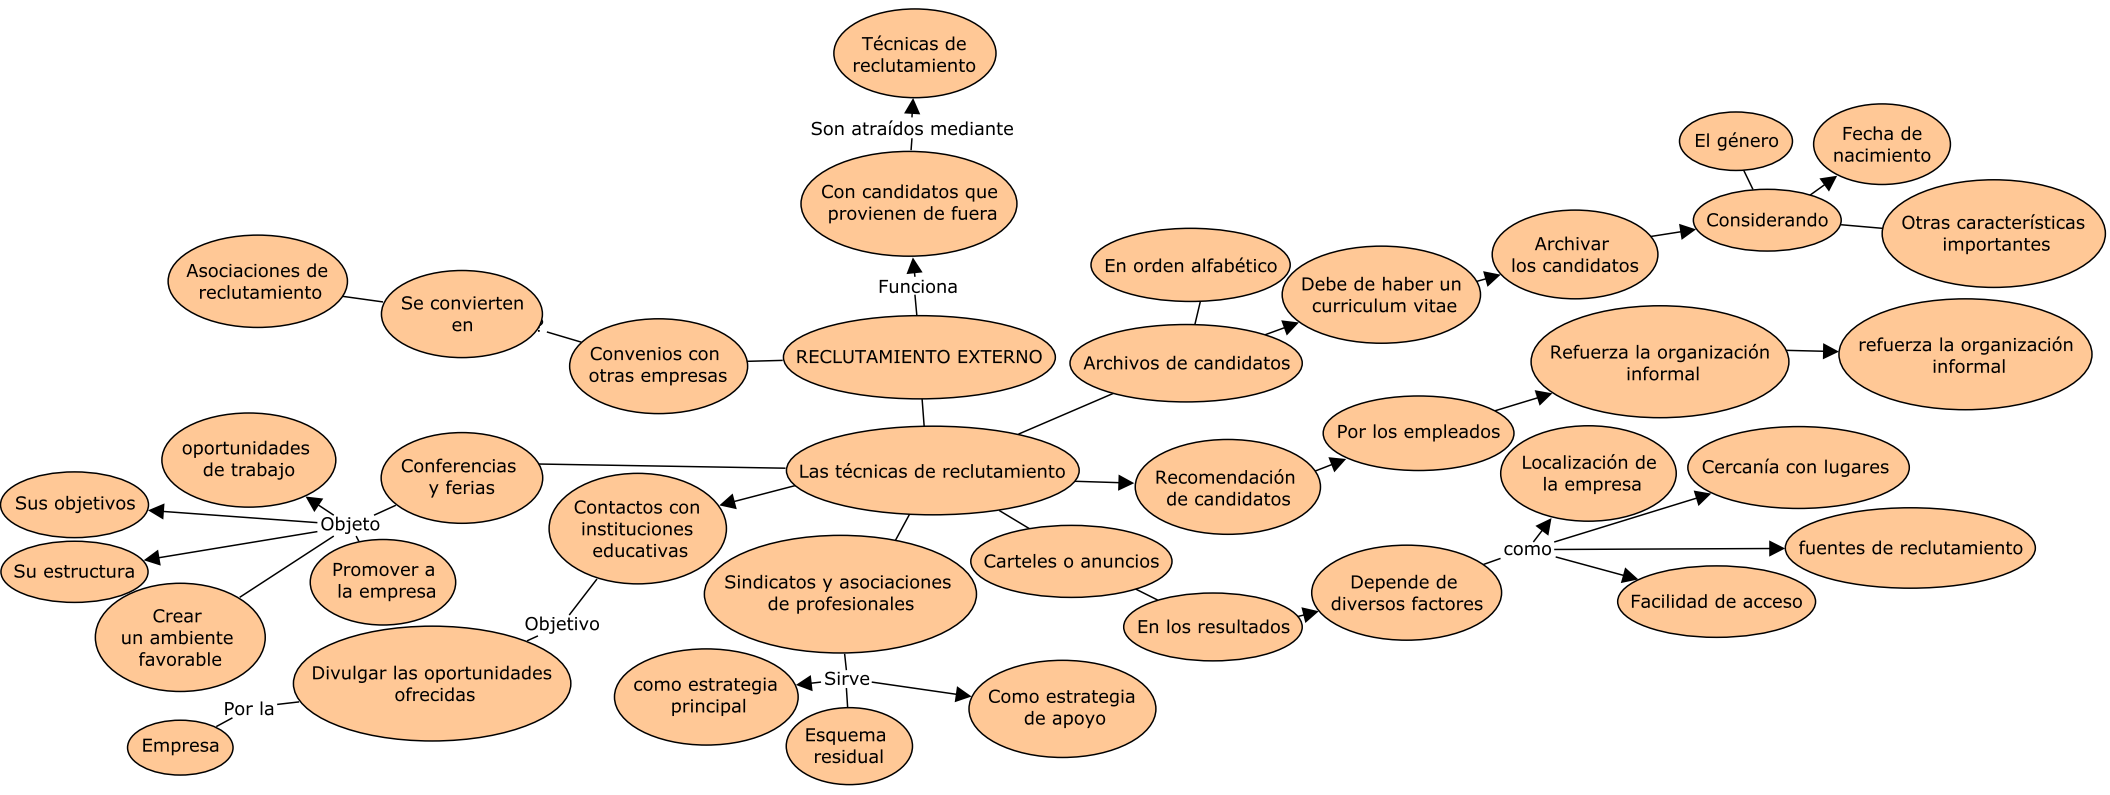 Técnicas de
reclutamiento
Son atraídos mediante
Con candidatos que
provienen de fuera
Funciona
RECLUTAMIENTO EXTERNO
Convenios con
otras empresas
Se convierten
en
Asociaciones de
reclutamiento
Las técnicas de reclutamiento
Archivos de candidatos
En orden alfabético
Debe de haber un
curriculum vitae
Archivar
los candidatos
Considerando
El género
Fecha de
nacimiento
Otras características
importantes
Recomendación
de candidatos
Por los empleados
Refuerza la organización
informal
refuerza la organización
informal
Carteles o anuncios
En los resultados
Depende de
diversos factores
como
Localización de
la empresa
Cercanía con lugares
fuentes de reclutamiento
Facilidad de acceso
Sindicatos y asociaciones
de profesionales
Sirve
como estrategia
principal
Esquema
residual
Como estrategia
de apoyo
Contactos con
instituciones
educativas
Objetivo
Divulgar las oportunidades
ofrecidas
Por la
Empresa
Conferencias
y ferias
Objeto
oportunidades
de trabajo
Sus objetivos
Su estructura
Crear
un ambiente
favorable
Promover a
la empresa